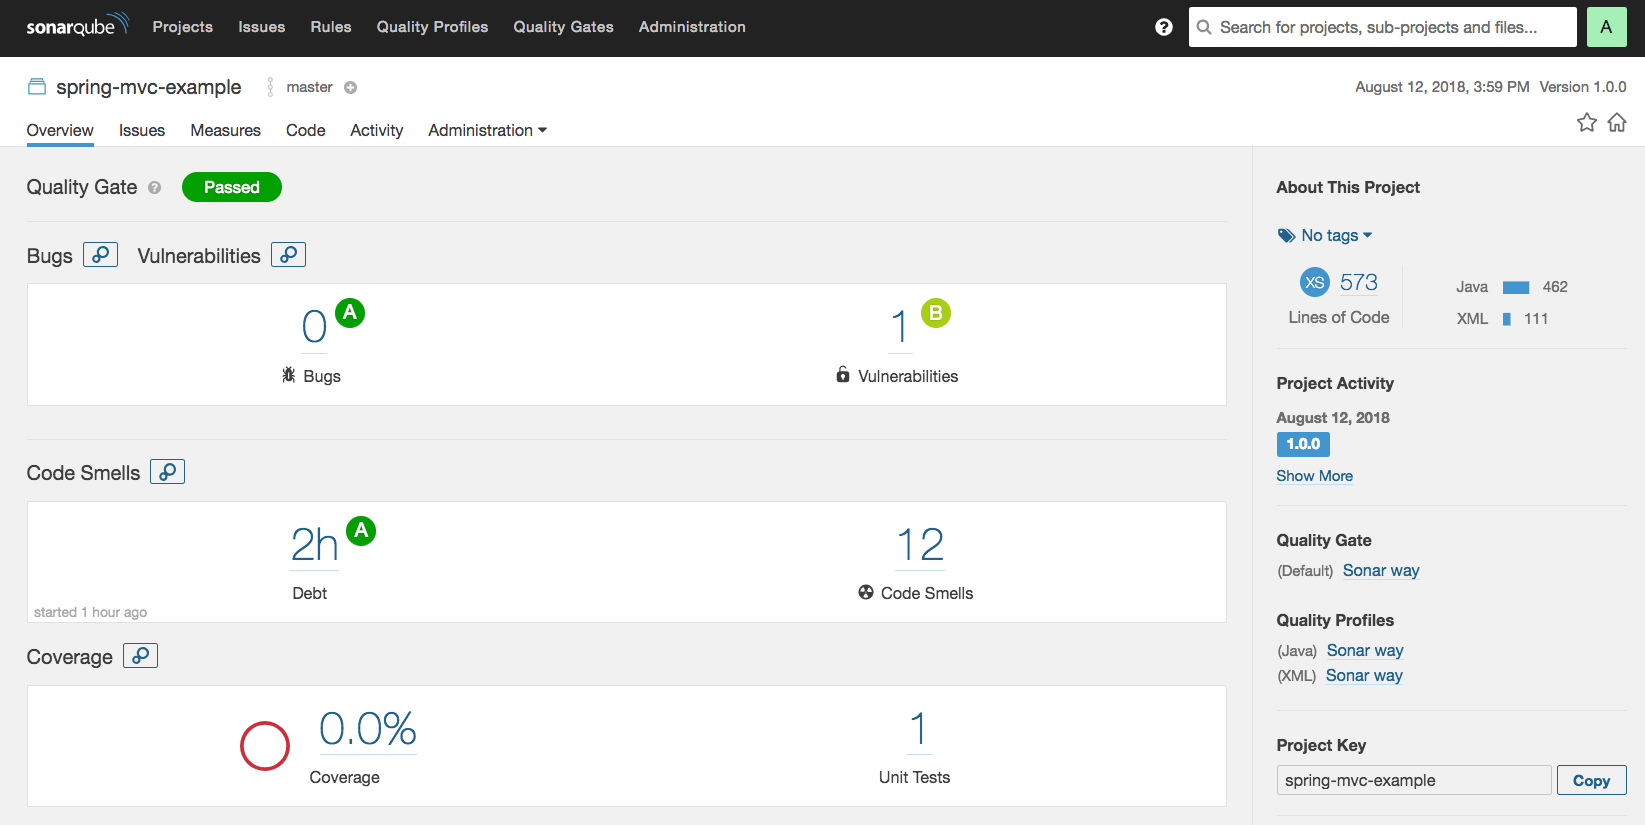 sonarqube Projects Issues Rules Quality Profiles Quality Gates Administration ? Search for projects, sub-projects and files... A
spring-mvc-example master August 12, 2018, 3:59 PM Version 1.0.0
Overview Issues Measures Code Activity Administration
Quality Gate ? Passed
Bugs Vulnerabilities
0 A
Bugs
1 B
Vulnerabilities
Code Smells
2h A
Debt
12
Code Smells
started 1 hour ago
Coverage
0.0%
Coverage
1
Unit Tests
About This Project
No tags
XS 573
Lines of Code
Java 462
XML 111
Project Activity
August 12, 2018
1.0.0
Show More
Quality Gate
(Default) Sonar way
Quality Profiles
(Java) Sonar way
(XML) Sonar way
Project Key
spring-mvc-example Copy